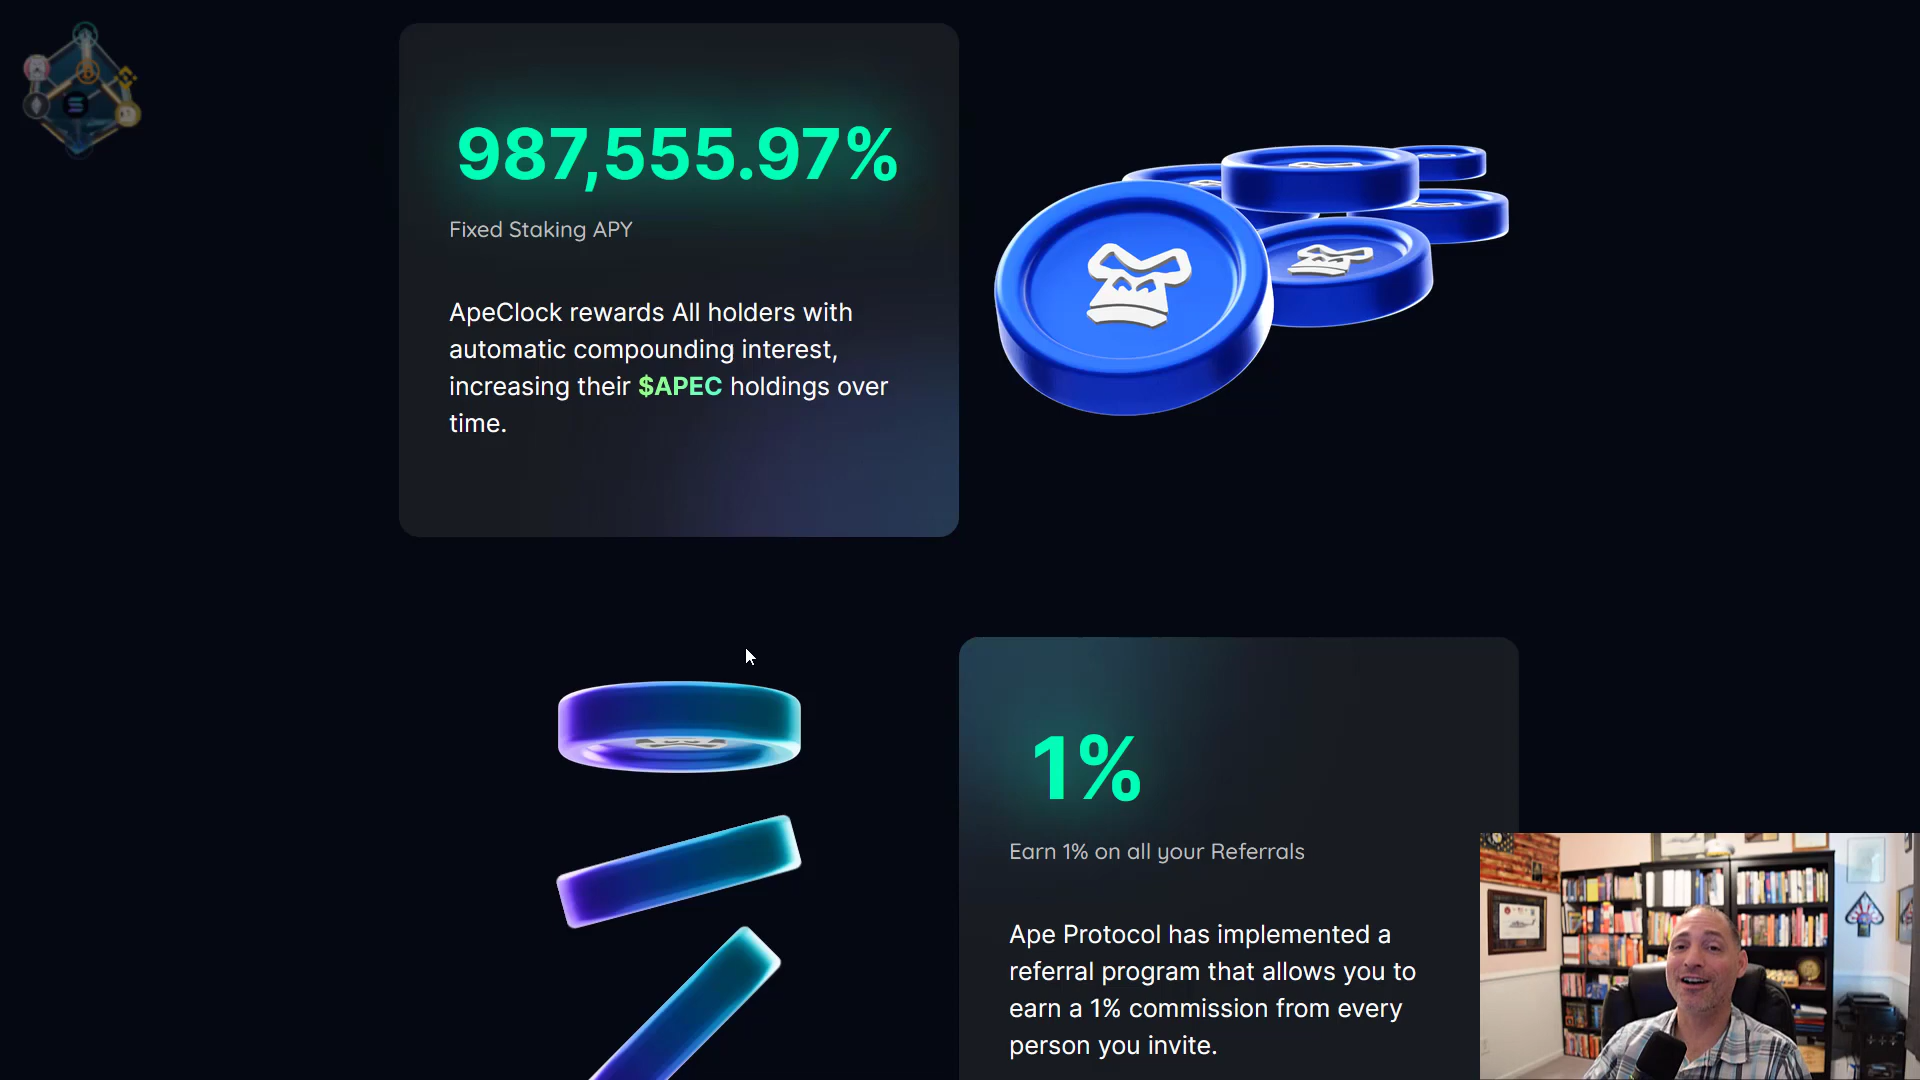 987,555.97%
Fixed Staking APY
ApeClock rewards All holders with
automatic compounding interest,
increasing their $APEC holdings over
time.
1%
Earn 1% on all your Referrals
Ape Protocol has implemented a
referral program that allows you to
earn a 1% commission from every
person you invite.